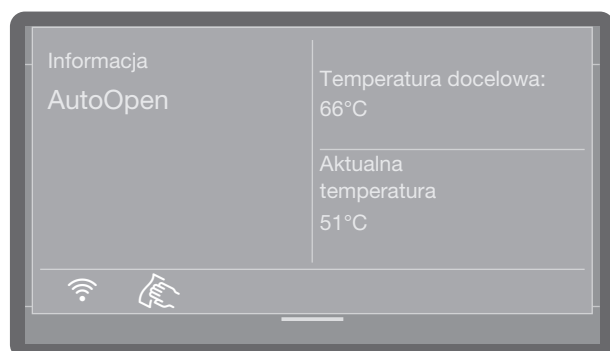 Informacja
AutoOpen
Temperatura docelowa:
66°C
Aktualna
temperatura
51°C